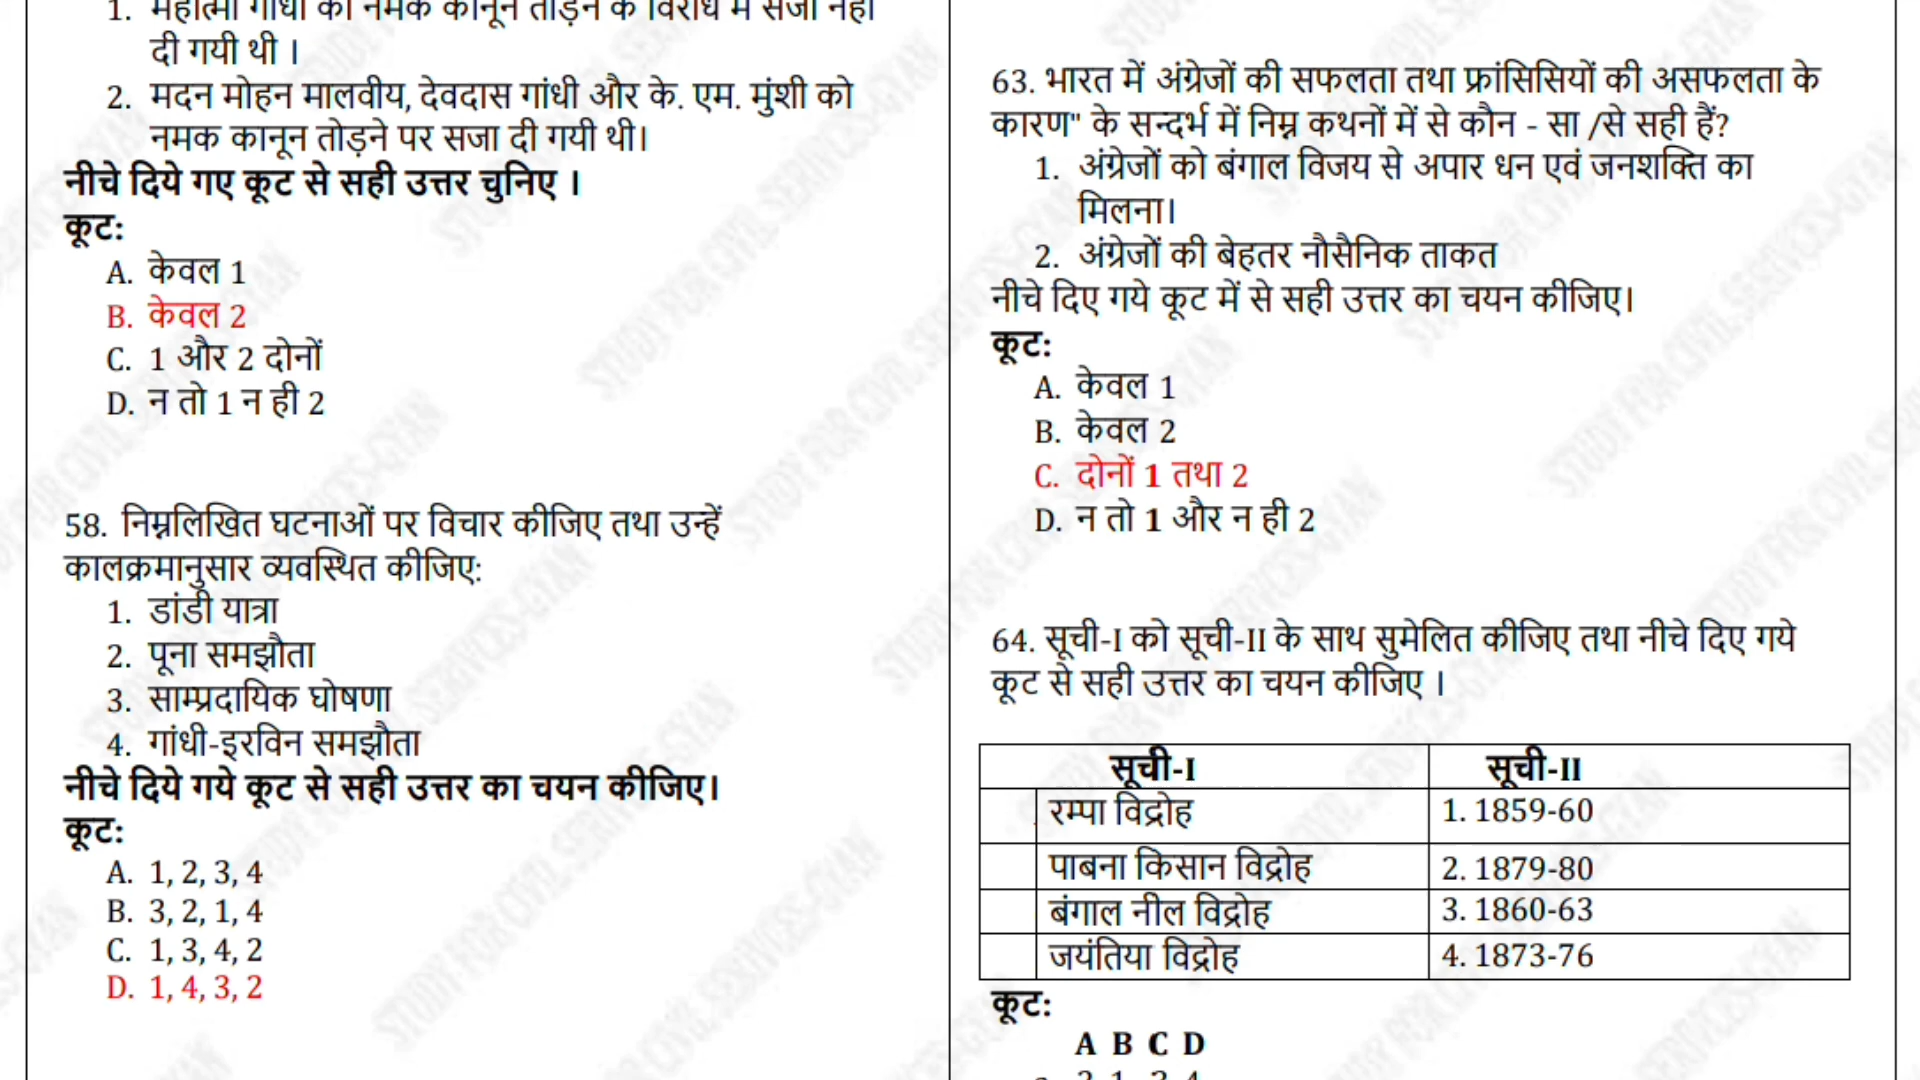 1. महात्मा गांधी को नमक कानून तोड़ने के विरोध में सजा नहीं
दी गयी थी ।
2. मदन मोहन मालवीय, देवदास गांधी और के. एम. मुंशी को
नमक कानून तोड़ने पर सजा दी गयी थी।
नीचे दिये गए कूट से सही उत्तर चुनिए ।
कूट:
A. केवल 1
B. केवल 2
C. 1 और 2 दोनों
D. न तो 1 न ही 2
58. निम्नलिखित घटनाओं पर विचार कीजिए तथा उन्हें
कालक्रमानुसार व्यवस्थित कीजिए:
1. डांडी यात्रा
2. पूना समझौता
3. साम्प्रदायिक घोषणा
4. गांधी-इरविन समझौता
नीचे दिये गये कूट से सही उत्तर का चयन कीजिए।
कूट:
A. 1, 2, 3, 4
B. 3, 2, 1, 4
C. 1, 3, 4, 2
D. 1, 4, 3, 2
63. भारत में अंग्रेजों की सफलता तथा फ्रांसिसियों की असफलता के
कारण" के सन्दर्भ में निम्न कथनों में से कौन - सा /से सही हैं?
1. अंग्रेजों को बंगाल विजय से अपार धन एवं जनशक्ति का
मिलना।
2. अंग्रेजों की बेहतर नौसैनिक ताकत
नीचे दिए गये कूट में से सही उत्तर का चयन कीजिए।
कूट:
A. केवल 1
B. केवल 2
C. दोनों 1 तथा 2
D. न तो 1 और न ही 2
64. सूची-I को सूची-II के साथ सुमेलित कीजिए तथा नीचे दिए गये
कूट से सही उत्तर का चयन कीजिए ।
सूची-I सूची-II
रम्पा विद्रोह 1. 1859-60
पाबना किसान विद्रोह 2. 1879-80
बंगाल नील विद्रोह 3. 1860-63
जयंतिया विद्रोह 4. 1873-76
कूट:
A B C D